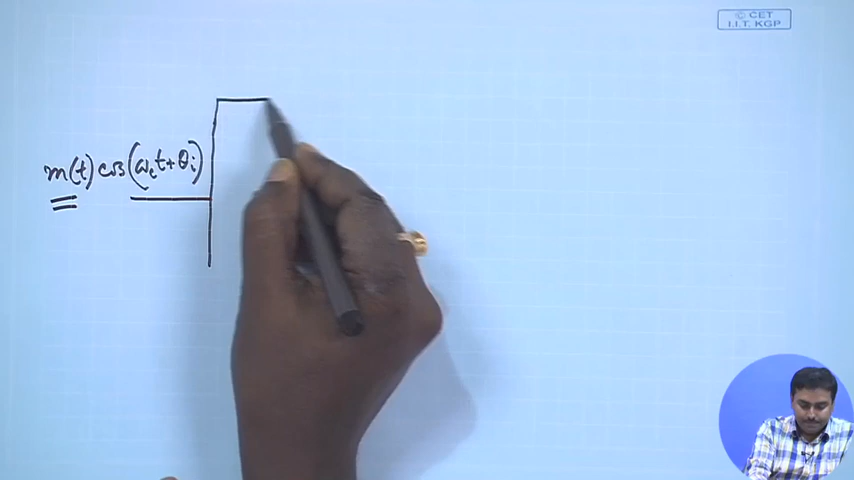 © CET
I.I.T. KGP
m(t) cos(ω_c t+θ_i)